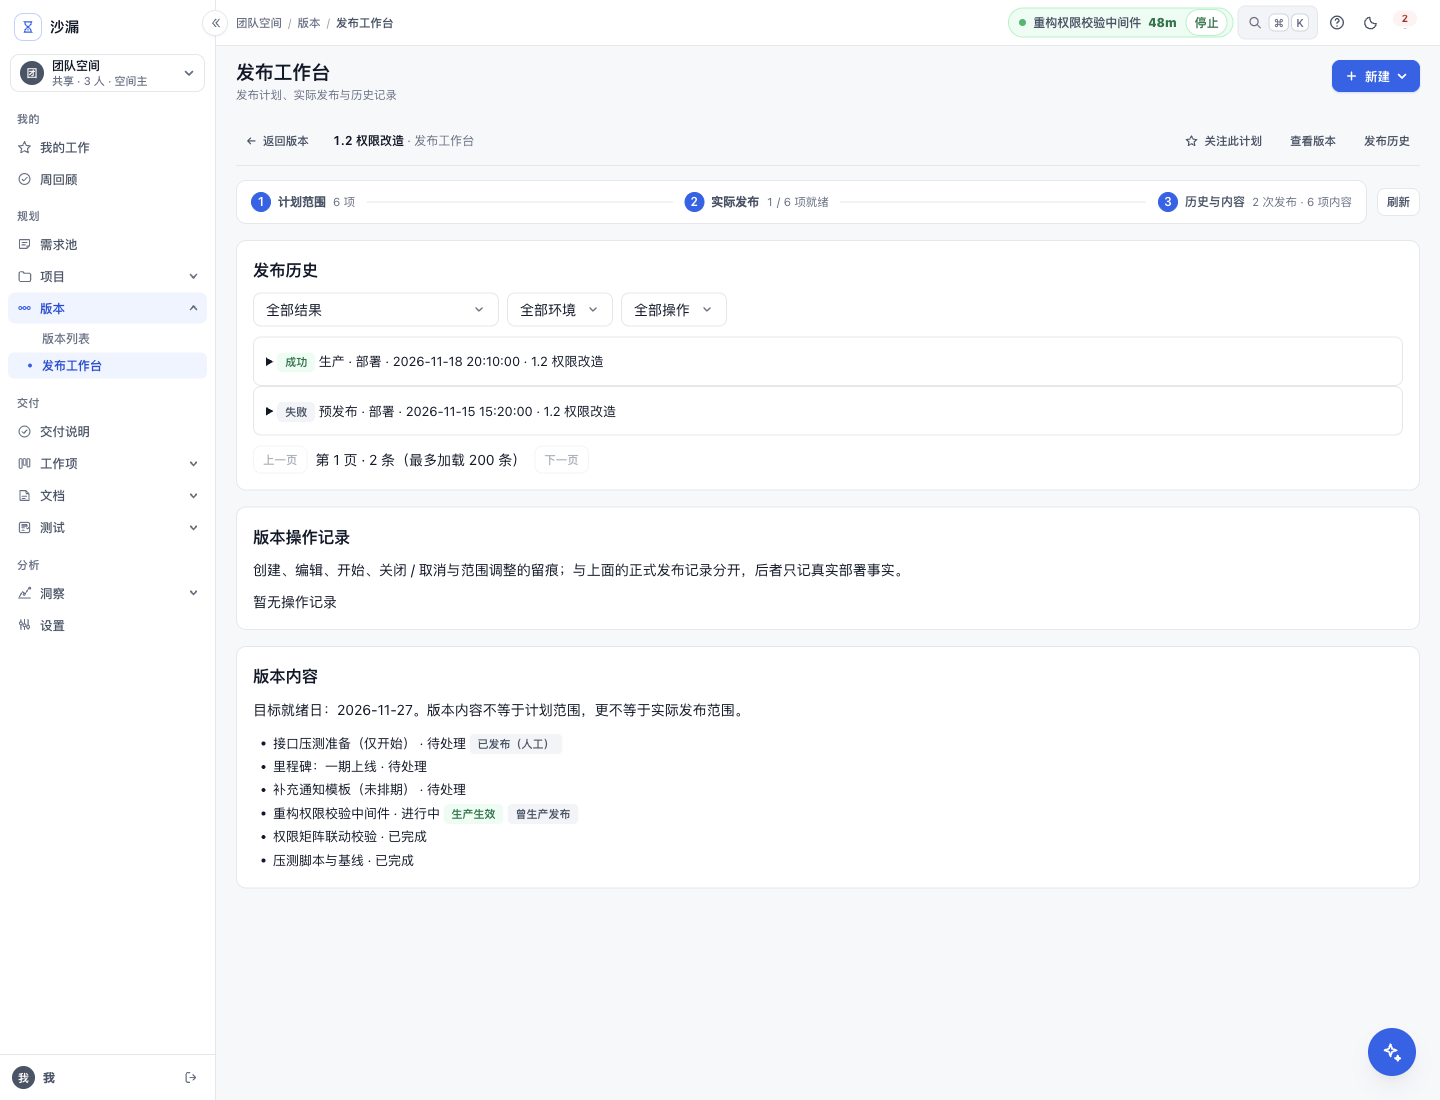 沙漏
团
团队空间
共享 · 3 人 · 空间主
我的
我的工作
周回顾
规划
需求池
项目
版本
版本列表
发布工作台
交付
交付说明
工作项
文档
测试
分析
洞察
设置
我
我
团队空间 / 版本 / 发布工作台
重构权限校验中间件 48m 停止
⌘ K
2
发布工作台
发布计划、实际发布与历史记录
新建
返回版本 1.2 权限改造 · 发布工作台
关注此计划 查看版本 发布历史
1 计划范围 6 项 2 实际发布 1 / 6 项就绪 3 历史与内容 2 次发布 · 6 项内容
刷新
发布历史
全部结果 全部环境 全部操作
成功 生产 · 部署 · 2026-11-18 20:10:00 · 1.2 权限改造
失败 预发布 · 部署 · 2026-11-15 15:20:00 · 1.2 权限改造
上一页 第 1 页 · 2 条（最多加载 200 条） 下一页
版本操作记录
创建、编辑、开始、关闭 / 取消与范围调整的留痕；与上面的正式发布记录分开，后者只记真实部署事实。
暂无操作记录
版本内容
目标就绪日：2026-11-27。版本内容不等于计划范围，更不等于实际发布范围。
• 接口压测准备（仅开始） · 待处理 已发布（人工）
• 里程碑：一期上线 · 待处理
• 补充通知模板（未排期） · 待处理
• 重构权限校验中间件 · 进行中 生产生效 曾生产发布
• 权限矩阵联动校验 · 已完成
• 压测脚本与基线 · 已完成